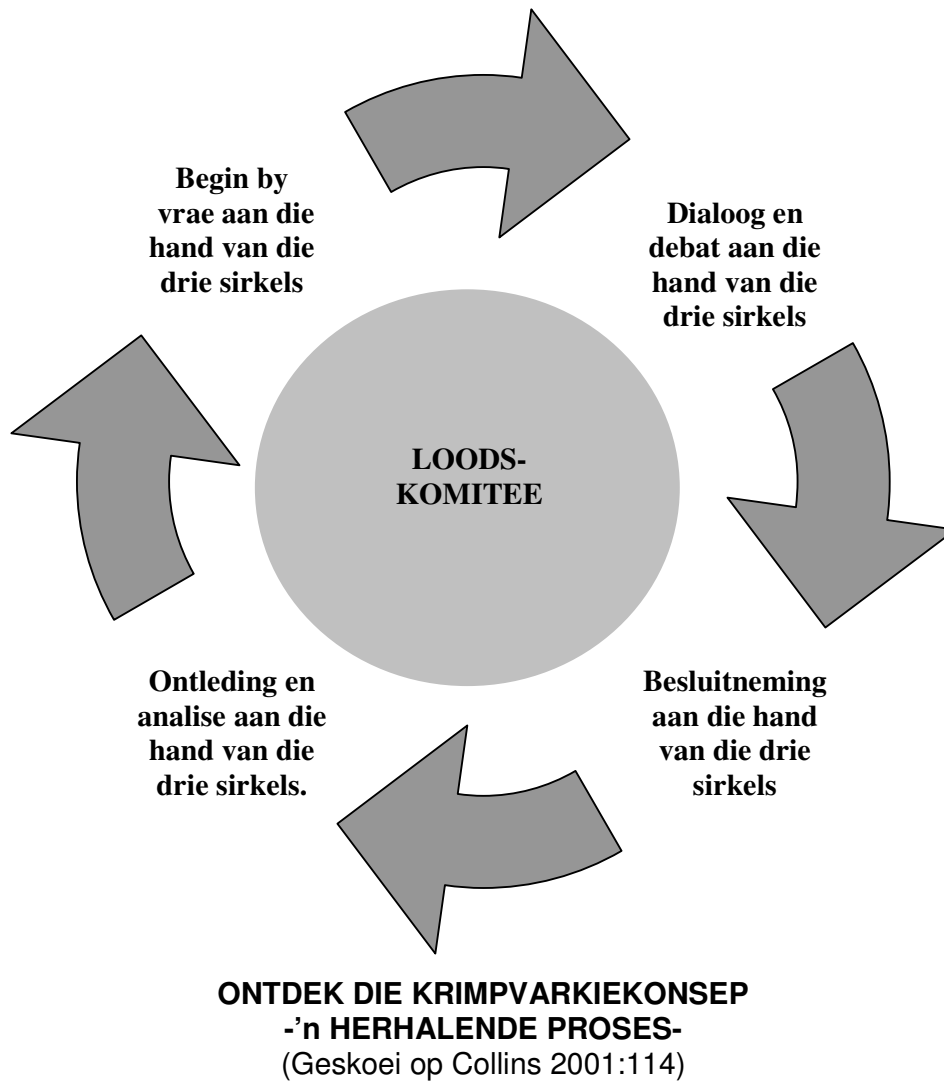 Begin by
vrae aan die
hand van die
drie sirkels
Dialoog en
debat aan die
hand van die
drie sirkels
LOODS-
KOMITEE
Ontleding en
analise aan die
hand van die
drie sirkels.
Besluitneming
aan die hand
van die drie
sirkels
ONTDEK DIE KRIMPVARKIEKONSEP
-’n HERHALENDE PROSES-
(Geskoei op Collins 2001:114)